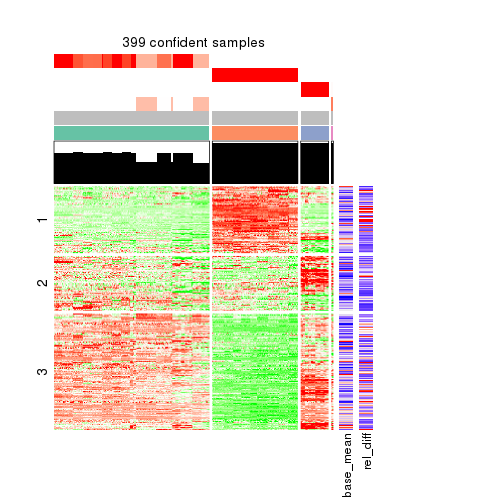 399 confident samples
1
2
3
base_mean
rel_diff